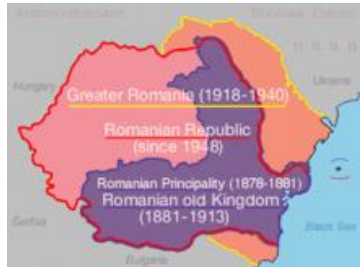 Hungary
Ukraine
Greater Romania (1918-1940)
Romanian Republic
(since 1948)
Romanian Principality (1878-1881)
Romanian old Kingdom
(1881-1913)
Serbia
Black Sea
Bulgaria